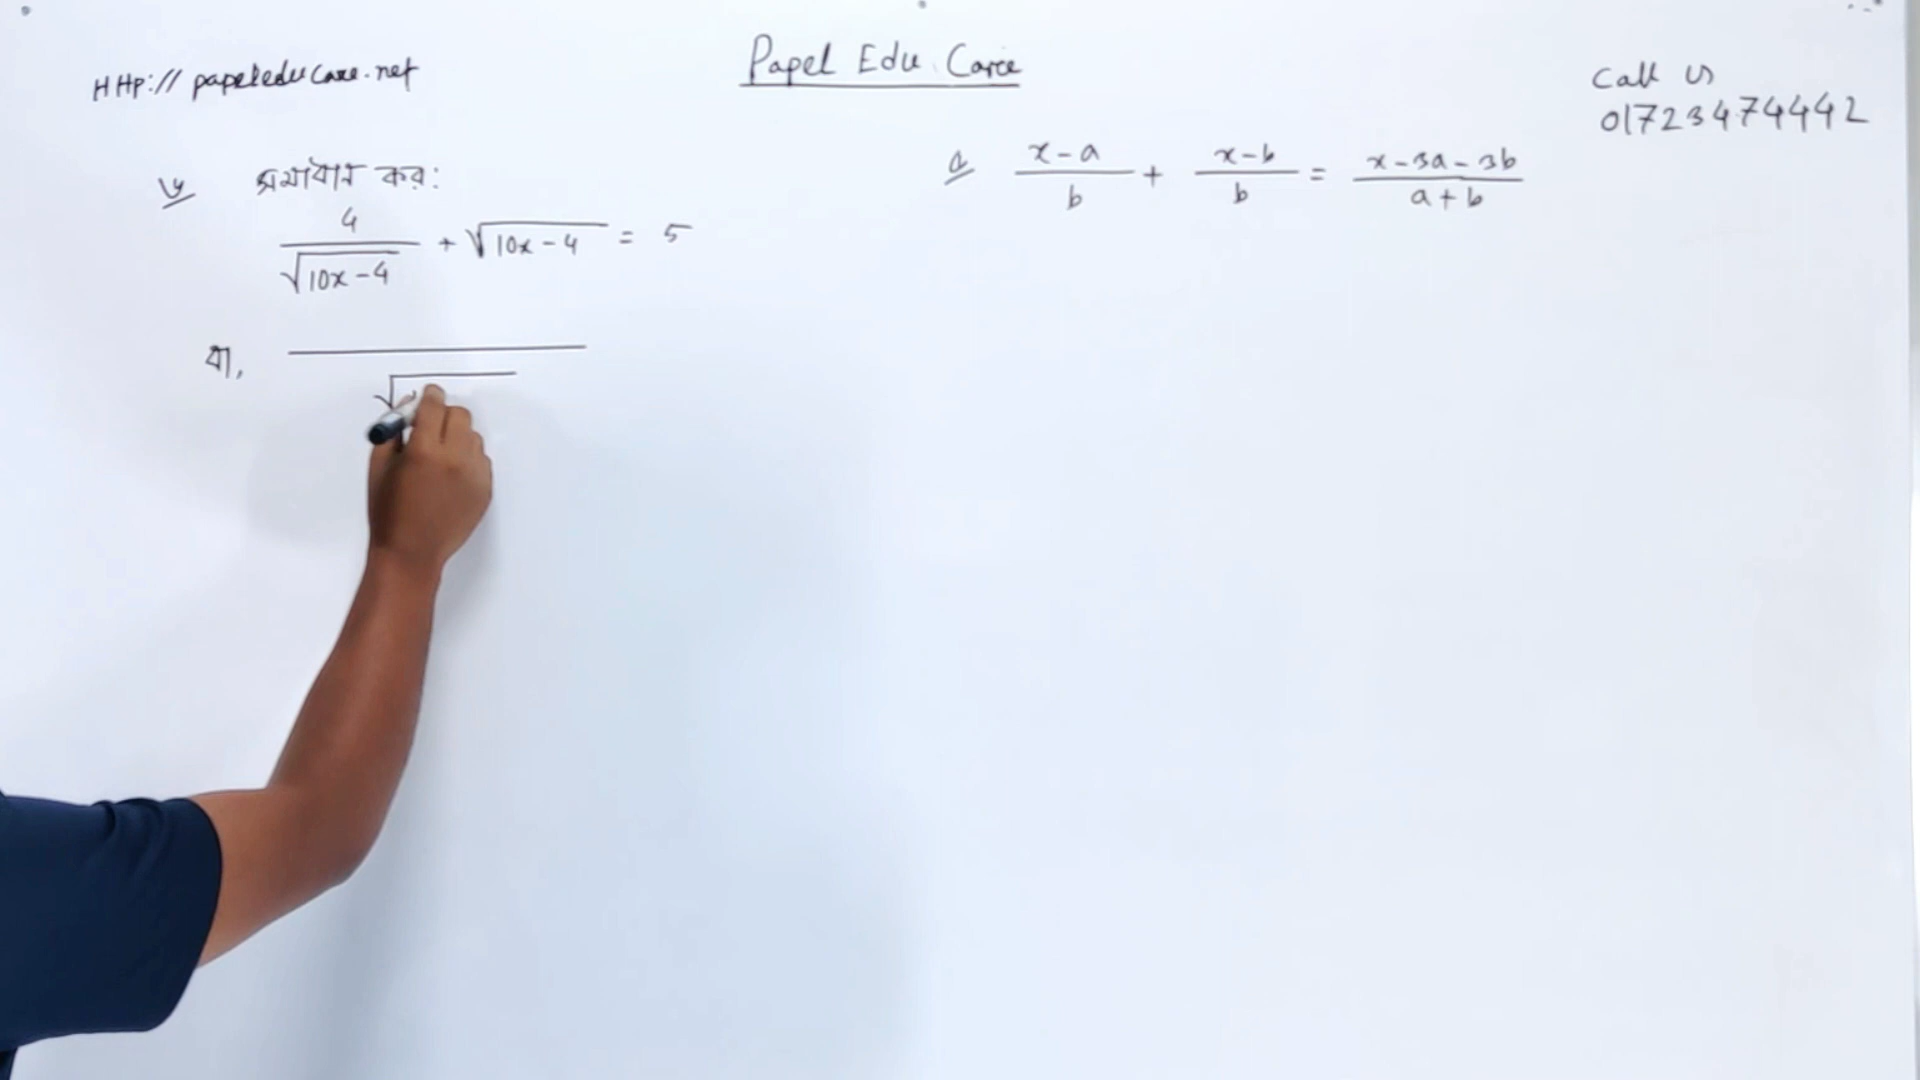 HHp://papeleducare.net
Papel Edu Care
Call us
01723474442
৬ সমাধান কর:
4/√(10x-4) + √(10x-4) = 5
বা, ―/√
৫ (x-a)/b + (x-b)/b = (x-3a-3b)/(a+b)